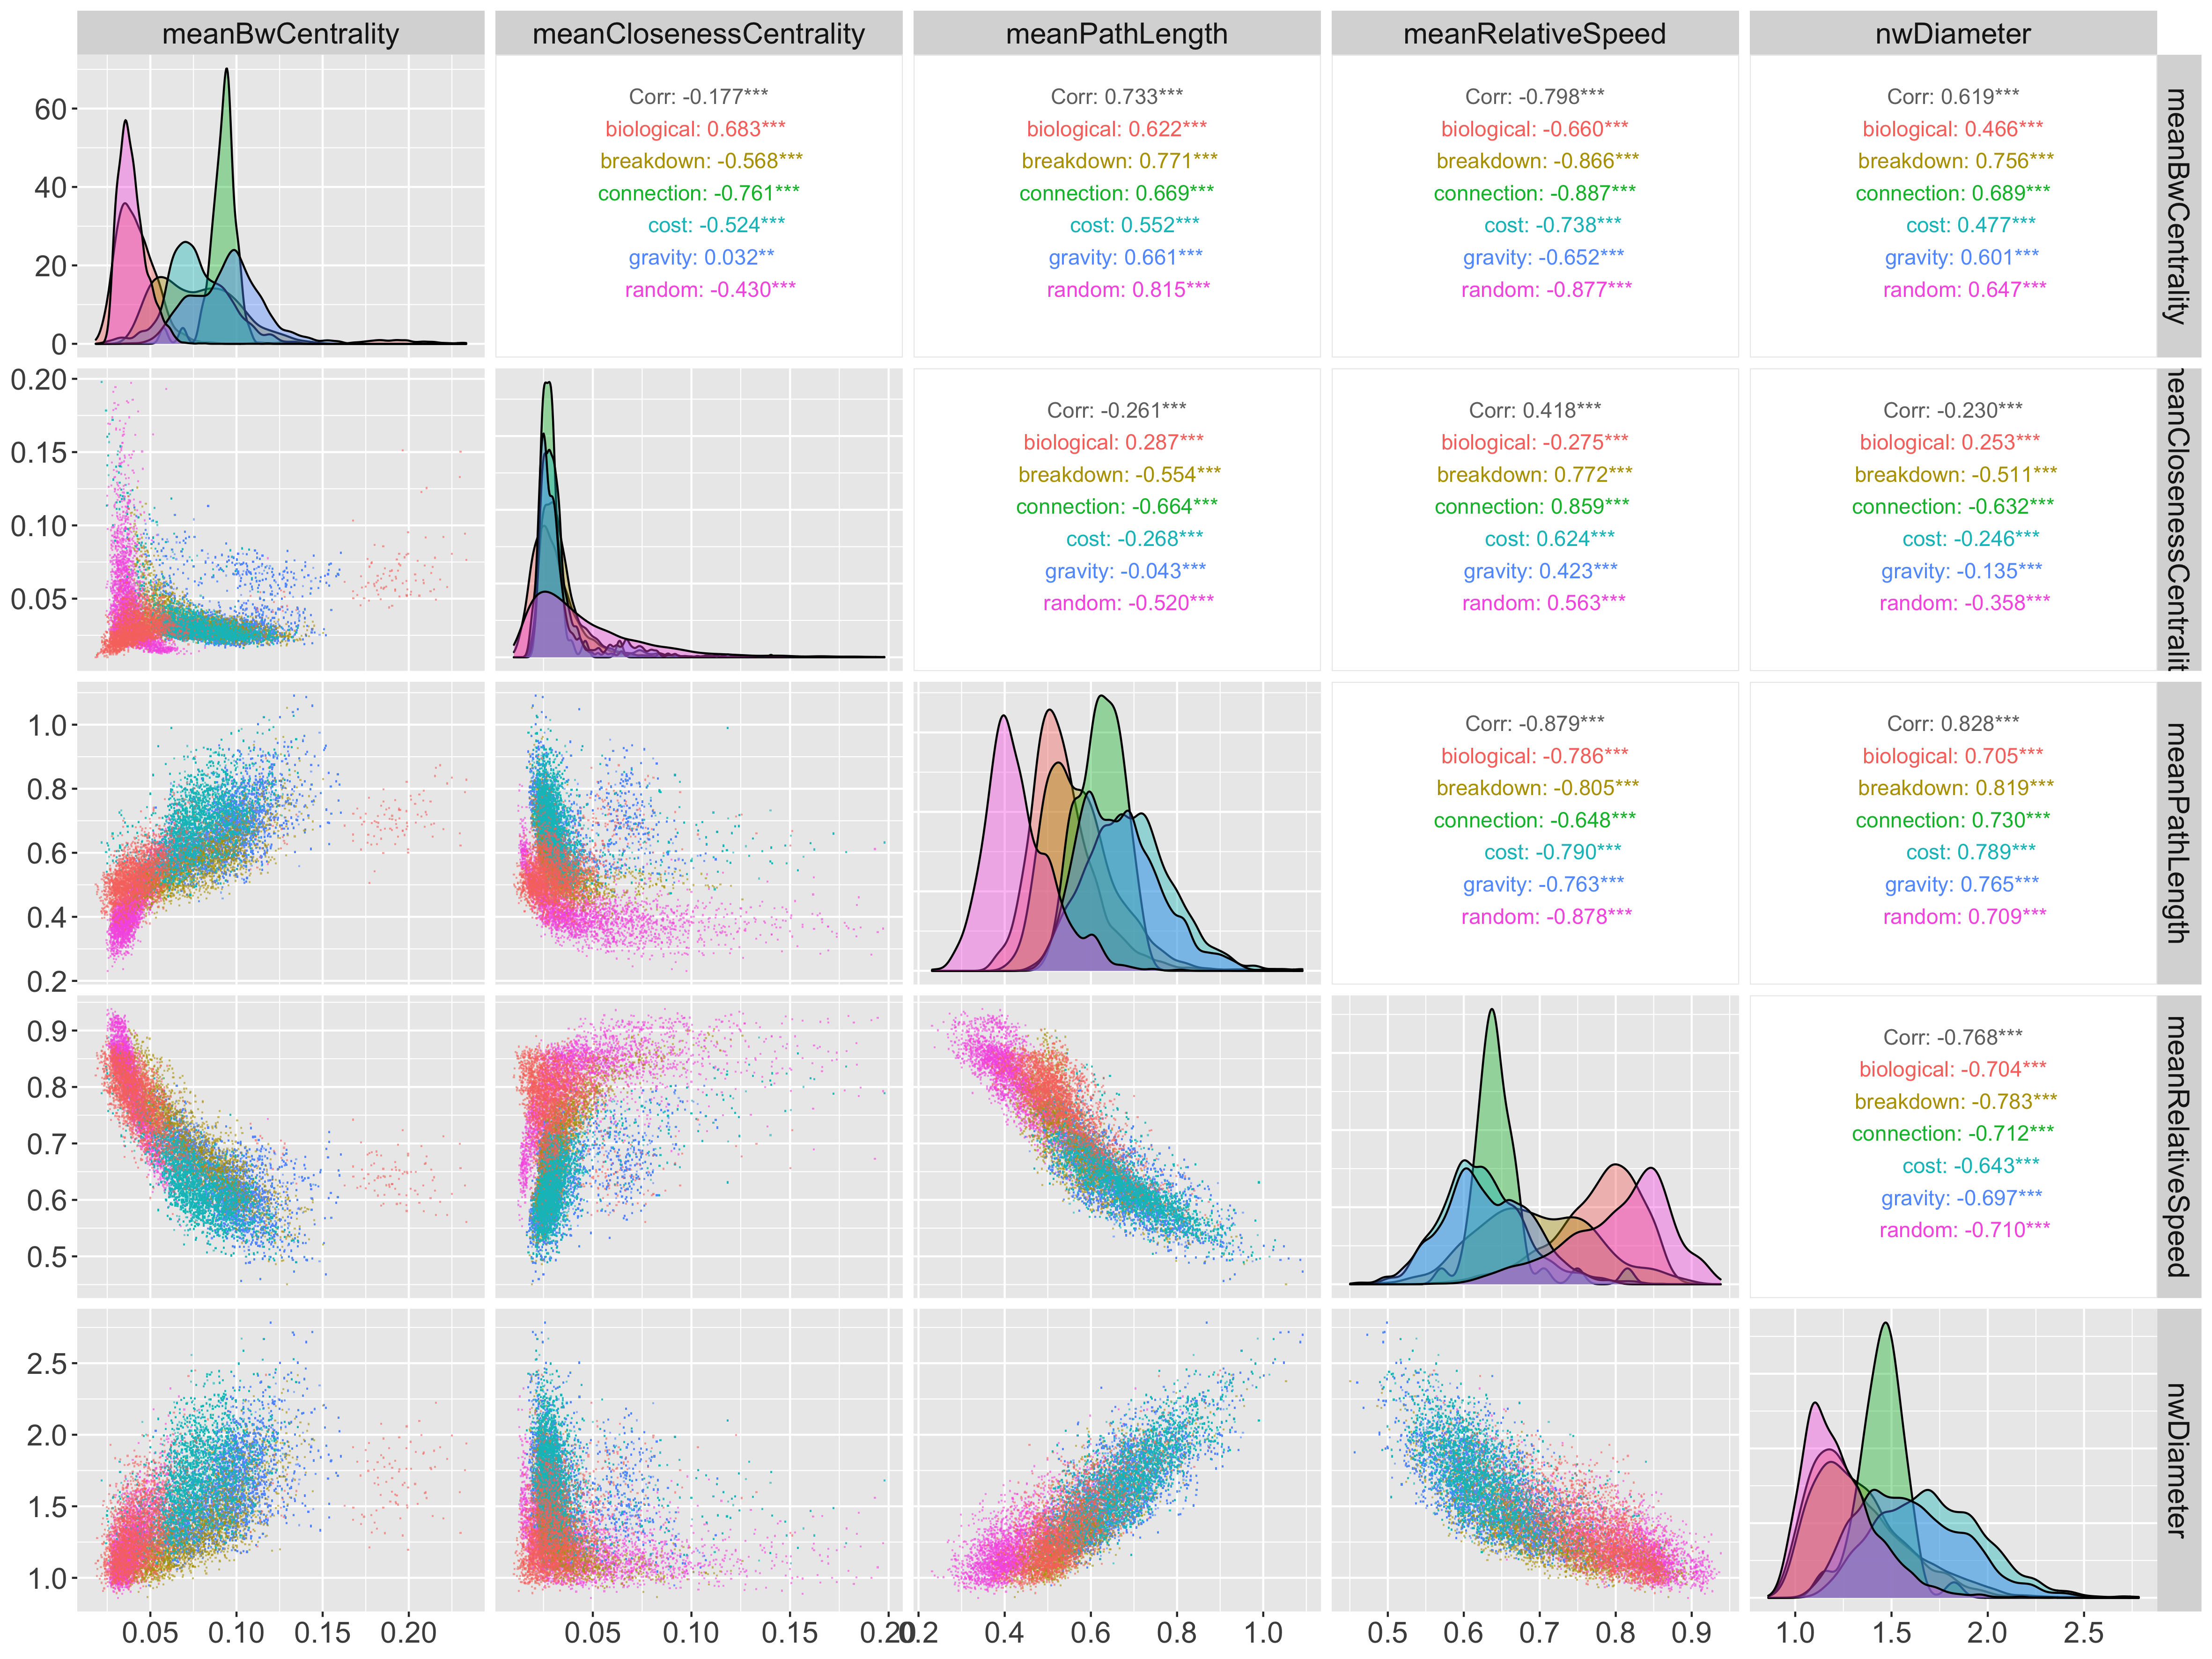 meanBwCentrality
meanClosenessCentrality
meanPathLength
meanRelativeSpeed
nwDiameter
60
40
20
0
Corr: -0.177***
biological: 0.683***
breakdown: -0.568***
connection: -0.761***
cost: -0.524***
gravity: 0.032**
random: -0.430***
Corr: 0.733***
biological: 0.622***
breakdown: 0.771***
connection: 0.669***
cost: 0.552***
gravity: 0.661***
random: 0.815***
Corr: -0.798***
biological: -0.660***
breakdown: -0.866***
connection: -0.887***
cost: -0.738***
gravity: -0.652***
random: -0.877***
Corr: 0.619***
biological: 0.466***
breakdown: 0.756***
connection: 0.689***
cost: 0.477***
gravity: 0.601***
random: 0.647***
meanBwCentrality
0.20
0.15
0.10
0.05
Corr: -0.261***
biological: 0.287***
breakdown: -0.554***
connection: -0.664***
cost: -0.268***
gravity: -0.043***
random: -0.520***
Corr: 0.418***
biological: -0.275***
breakdown: 0.772***
connection: 0.859***
cost: 0.624***
gravity: 0.423***
random: 0.563***
Corr: -0.230***
biological: 0.253***
breakdown: -0.511***
connection: -0.632***
cost: -0.246***
gravity: -0.135***
random: -0.358***
neanClosenessCentralit
1.0
0.8
0.6
0.4
0.2
Corr: -0.879***
biological: -0.786***
breakdown: -0.805***
connection: -0.648***
cost: -0.790***
gravity: -0.763***
random: -0.878***
Corr: 0.828***
biological: 0.705***
breakdown: 0.819***
connection: 0.730***
cost: 0.789***
gravity: 0.765***
random: 0.709***
meanPathLength
0.9
0.8
0.7
0.6
0.5
Corr: -0.768***
biological: -0.704***
breakdown: -0.783***
connection: -0.712***
cost: -0.643***
gravity: -0.697***
random: -0.710***
meanRelativeSpeed
2.5
2.0
1.5
1.0
nwDiameter
0.05 0.10 0.15 0.20
0.05 0.10 0.15 0.20
0.2 0.4 0.6 0.8 1.0
0.5 0.6 0.7 0.8 0.9
1.0 1.5 2.0 2.5